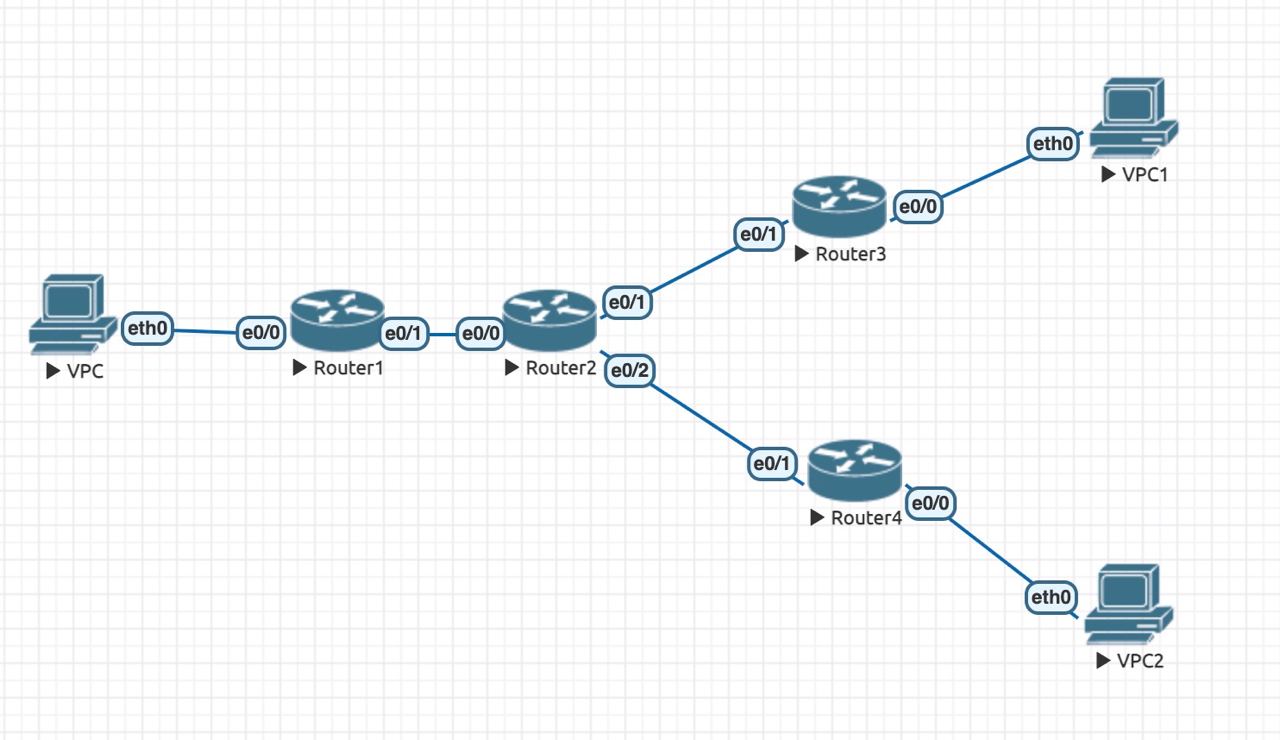 eth0
VPC1
e0/0
e0/1
Router3
eth0
e0/0
e0/1
e0/0
e0/1
VPC
Router1
Router2
e0/2
e0/1
e0/0
Router4
eth0
VPC2